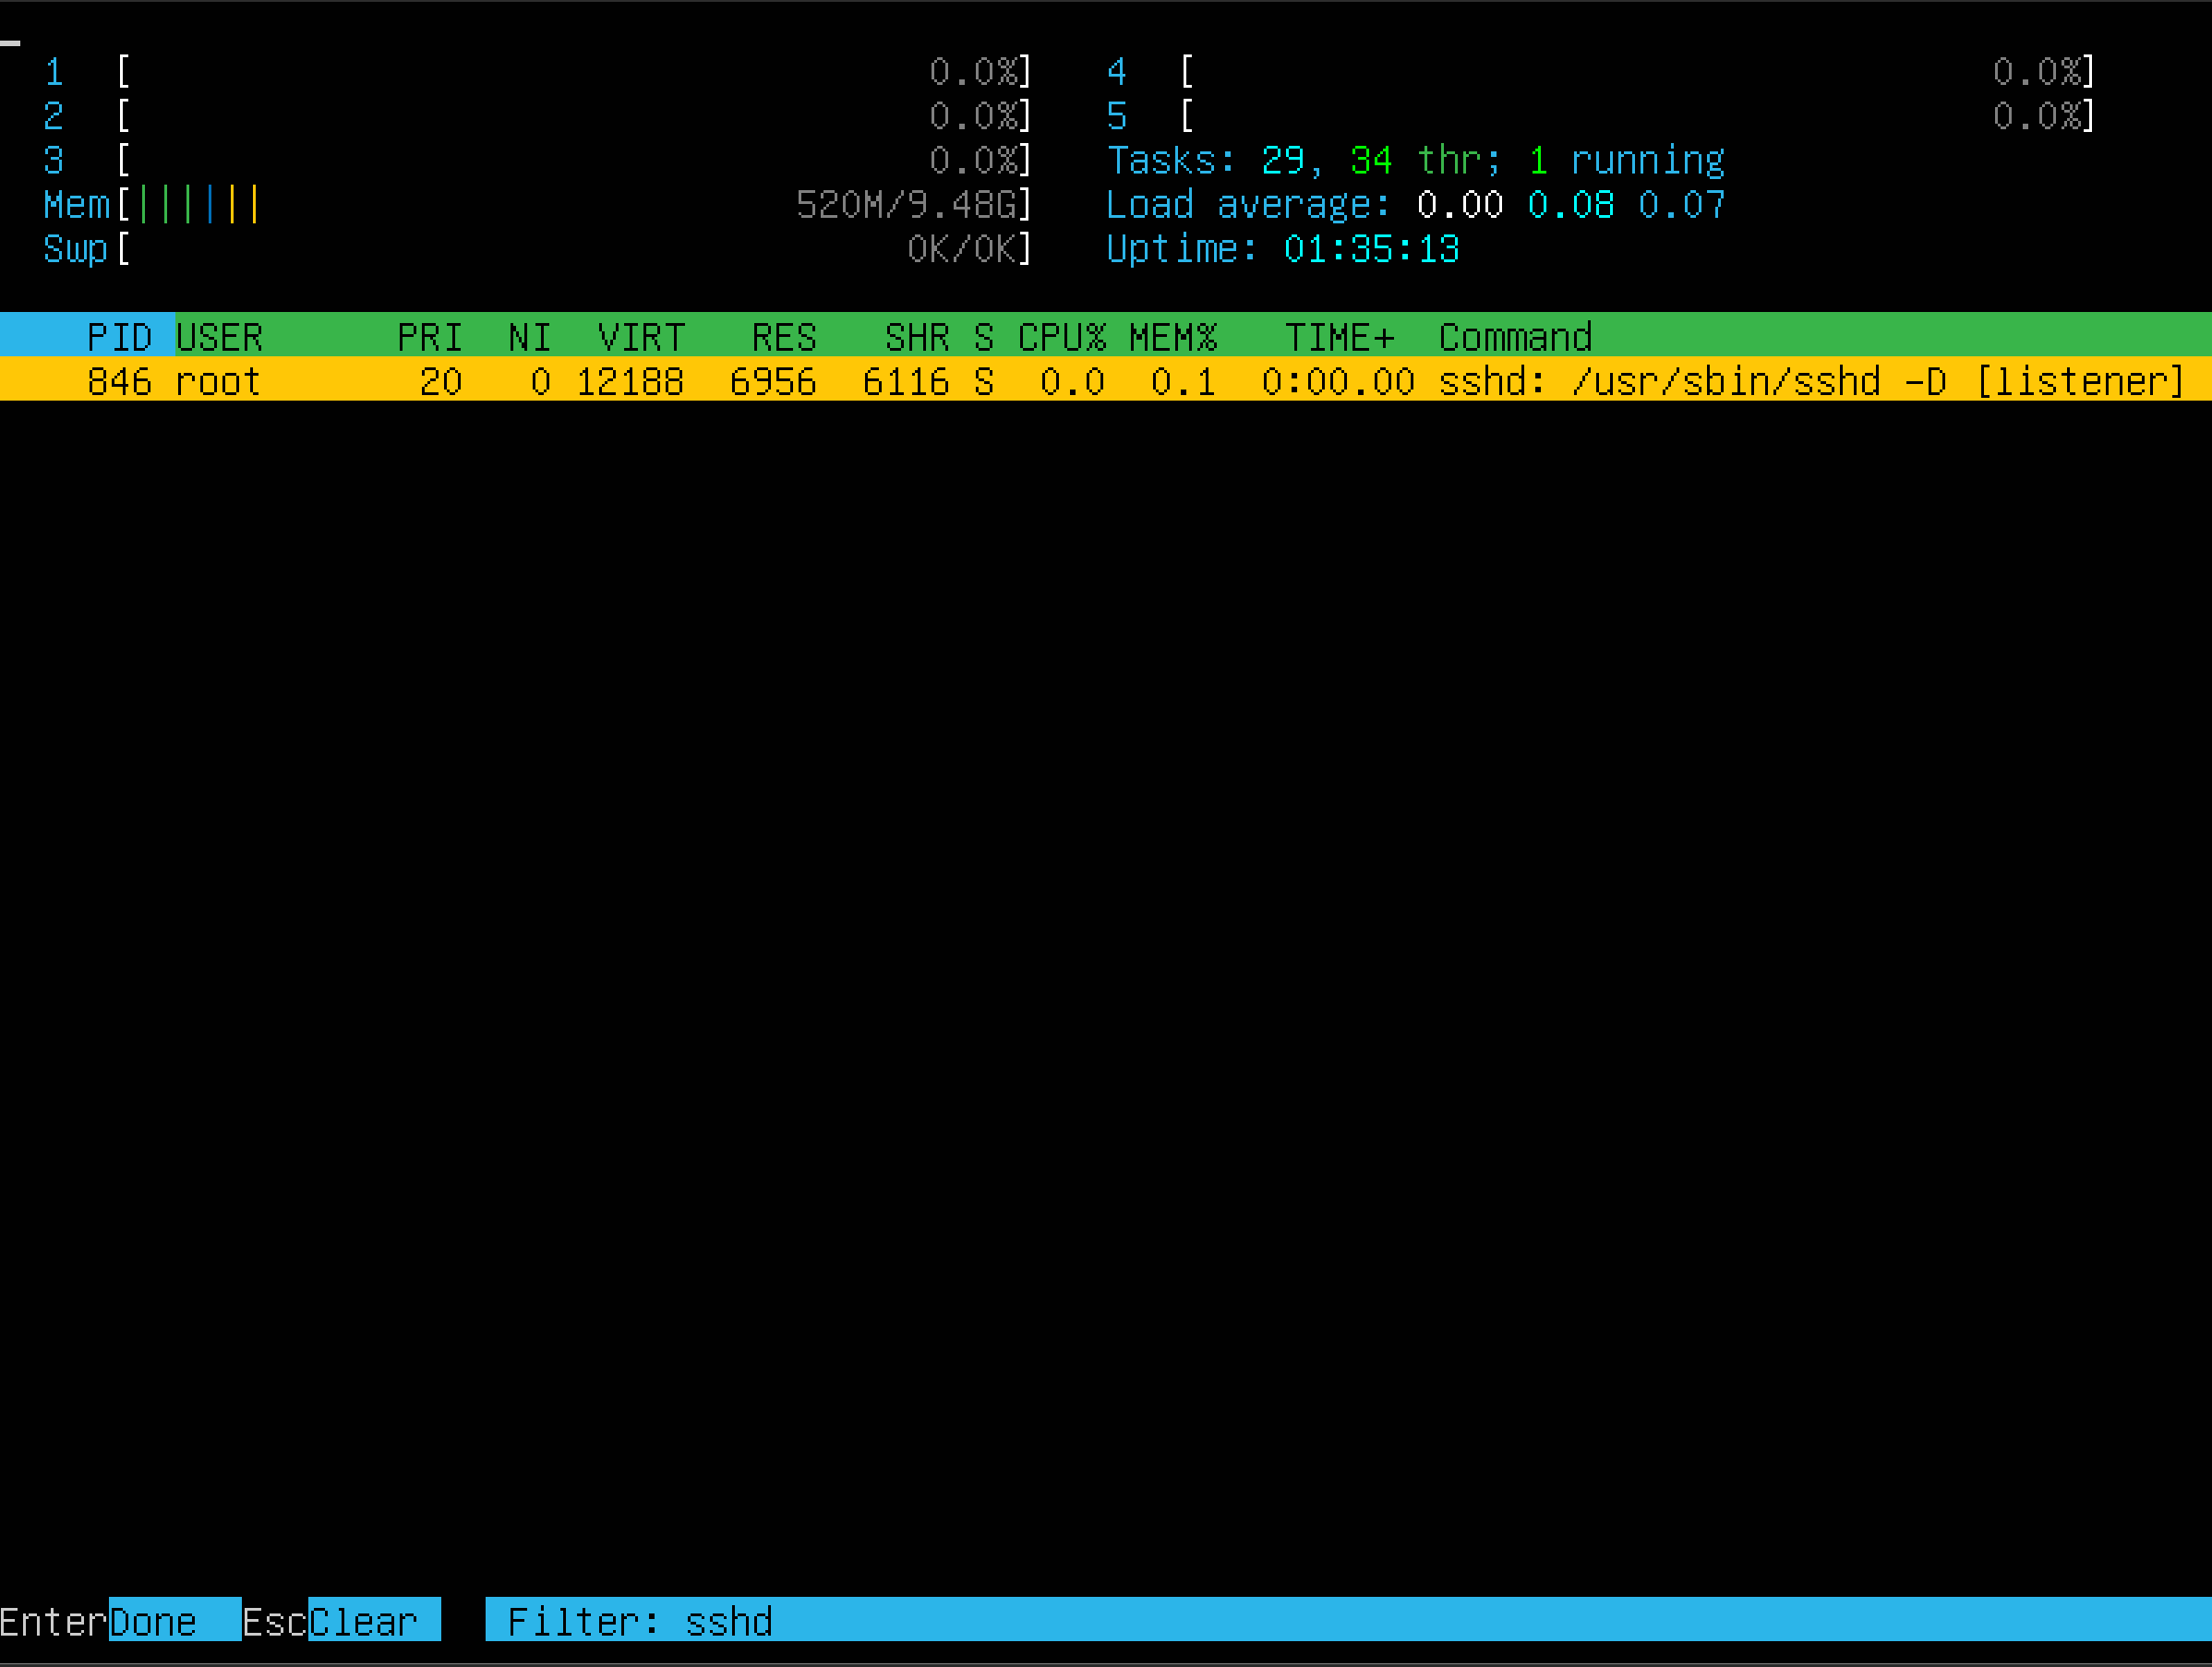 1  [ 0.0%] 4  [ 0.0%]
2  [ 0.0%] 5  [ 0.0%]
3  [ 0.0%] Tasks: 29, 34 thr; 1 running
Mem[|||||| 520M/9.48G] Load average: 0.00 0.08 0.07
Swp[ 0K/0K] Uptime: 01:35:13
PID USER PRI NI VIRT RES SHR S CPU% MEM% TIME+ Command
846 root 20 0 12188 6956 6116 S 0.0 0.1 0:00.00 sshd: /usr/sbin/sshd -D [listener]
EnterDone EscClear Filter: sshd